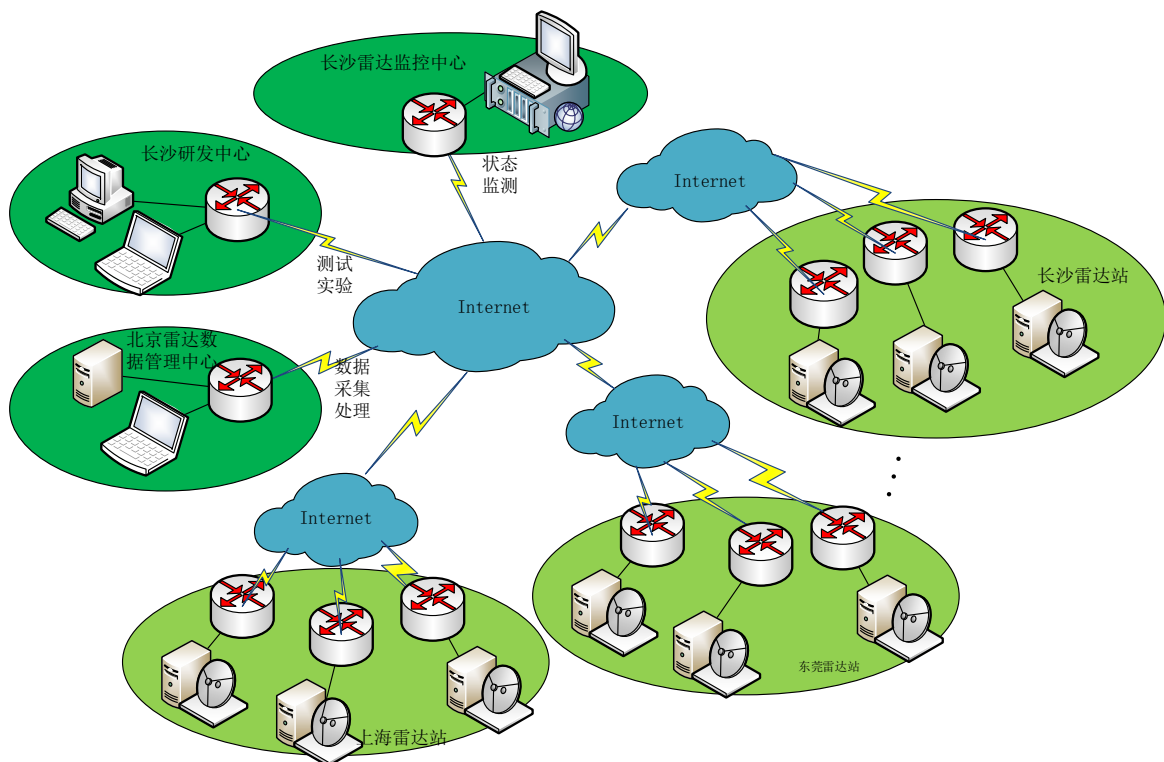 长沙雷达监控中心
长沙研发中心
状态
监测
Internet
测试
实验
Internet
长沙雷达站
北京雷达数
据管理中心
数据
采集
处理
Internet
Internet
东莞雷达站
上海雷达站